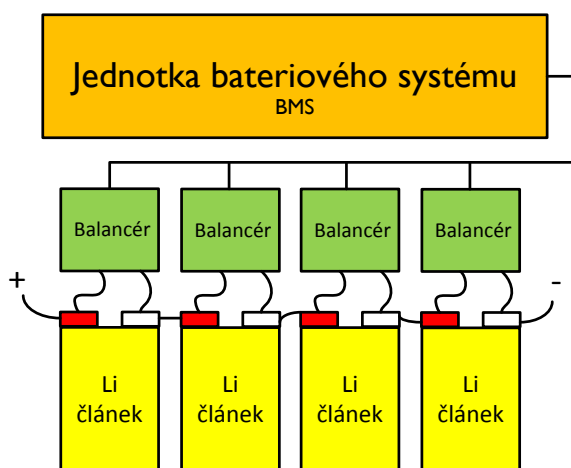 Jednotka bateriového systému
BMS
Balancér Balancér Balancér Balancér
+ -
Li Li Li Li
článek článek článek článek